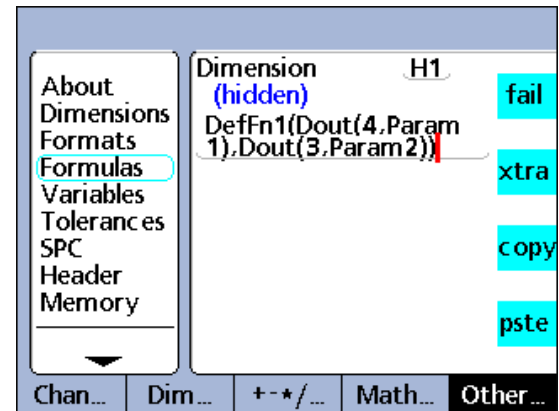 About
Dimensions
Formats
Formulas
Variables
Tolerances
SPC
Header
Memory
Dimension H1
(hidden)
DefFn1(Dout(4,Param
1),Dout(3,Param2))
fail
xtra
copy
pste
Chan... Dim... +-*/... Math... Other...